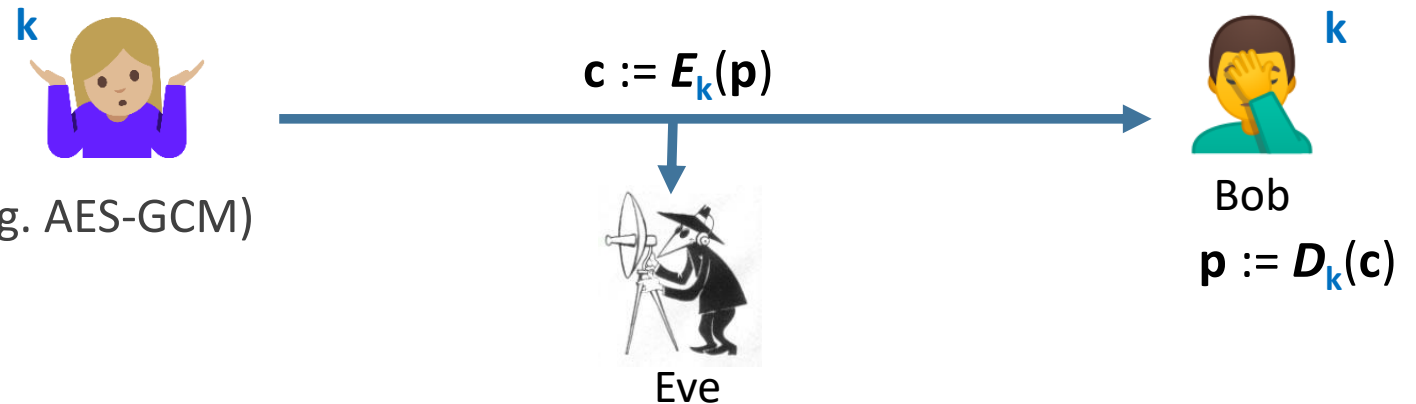 k
k
c := Ek(p)
g. AES-GCM)
Bob
p := Dk(c)
Eve